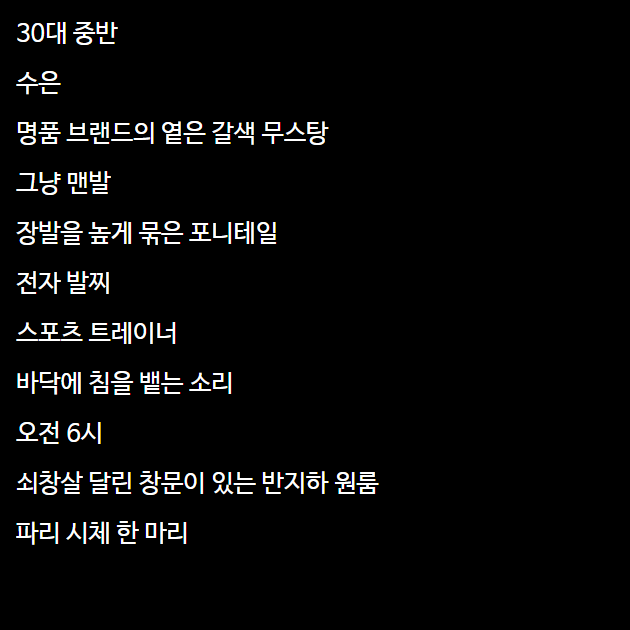 30대 중반
수은
명품 브랜드의 옅은 갈색 무스탕
그냥 맨발
장발을 높게 묶은 포니테일
전자 발찌
스포츠 트레이너
바닥에 침을 뱉는 소리
오전 6시
쇠창살 달린 창문이 있는 반지하 원룸
파리 시체 한 마리